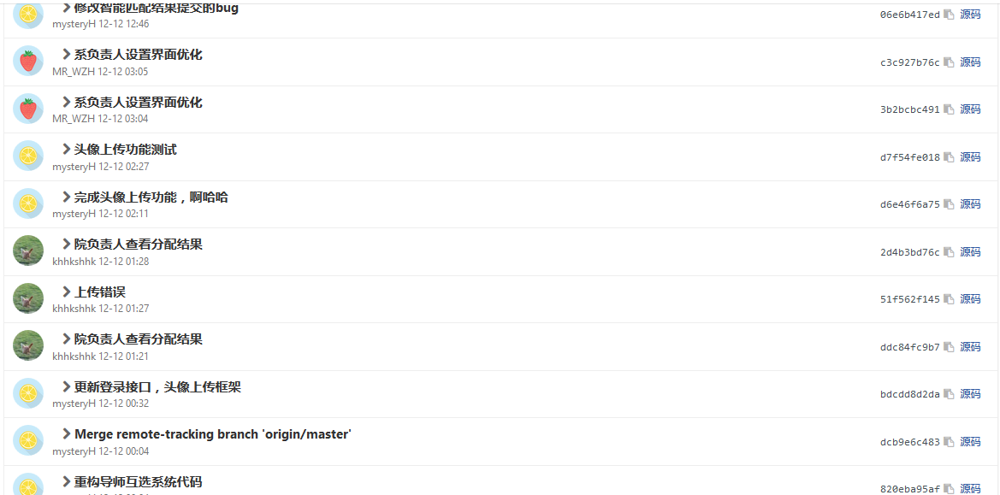 修改智能匹配结果提交的bug
mysteryH 12-12 12:46
06e6b417ed 源码
系负责人设置界面优化
MR_WZH 12-12 03:05
c3c927b76c 源码
系负责人设置界面优化
MR_WZH 12-12 03:04
3b2bcbc491 源码
头像上传功能测试
mysteryH 12-12 02:27
d7f54fe018 源码
完成头像上传功能，啊哈哈
mysteryH 12-12 02:11
d6e46f6a75 源码
院负责人查看分配结果
khhkshhk 12-12 01:28
2d4b3bd76c 源码
上传错误
khhkshhk 12-12 01:27
51f562f145 源码
院负责人查看分配结果
khhkshhk 12-12 01:21
ddc84fc9b7 源码
更新登录接口，头像上传框架
mysteryH 12-12 00:32
bdcdd8d2da 源码
Merge remote-tracking branch 'origin/master'
mysteryH 12-12 00:04
dcb9e6c483 源码
重构导师互选系统代码
820eba95af 源码